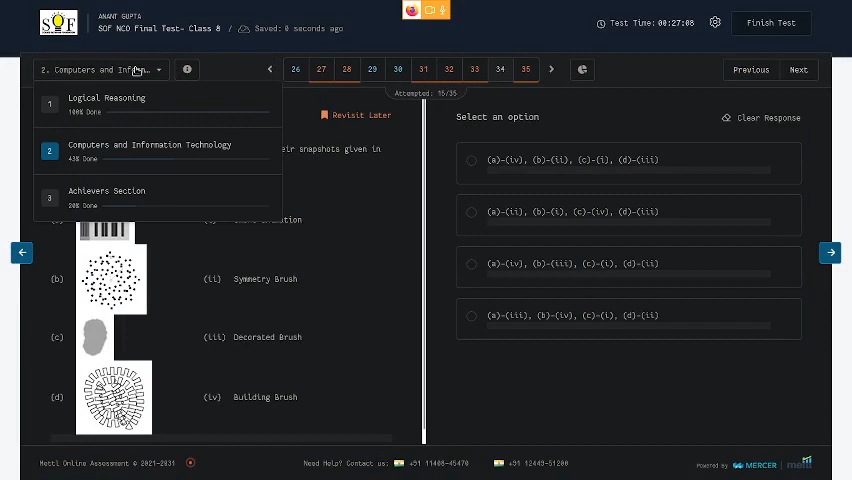 SOF
ANANT GUPTA
SOF NCO Final Test- Class 8
Saved: 0 seconds ago
Test Time: 00:27:08
Finish Test
2. Computers and Infor…
26 27 28 29 30 31 32 33 34 35
Previous
Next
Attempted: 15/35
1 Logical Reasoning
100% Done
2 Computers and Information Technology
43% Done
3 Achievers Section
20% Done
Revisit Later
eir snapshots given in
(b) (ii) Symmetry Brush
(c) (iii) Decorated Brush
(d) (iv) Building Brush
Select an option
Clear Response
(a)-(iv), (b)-(ii), (c)-(i), (d)-(iii)
(a)-(ii), (b)-(i), (c)-(iv), (d)-(iii)
(a)-(iv), (b)-(iii), (c)-(i), (d)-(ii)
(a)-(iii), (b)-(iv), (c)-(i), (d)-(ii)
Mettl Online Assessment © 2021-2031
Need Help? Contact us: +91 11408-45470 +91 12449-51200
Powered by MERCER mettl